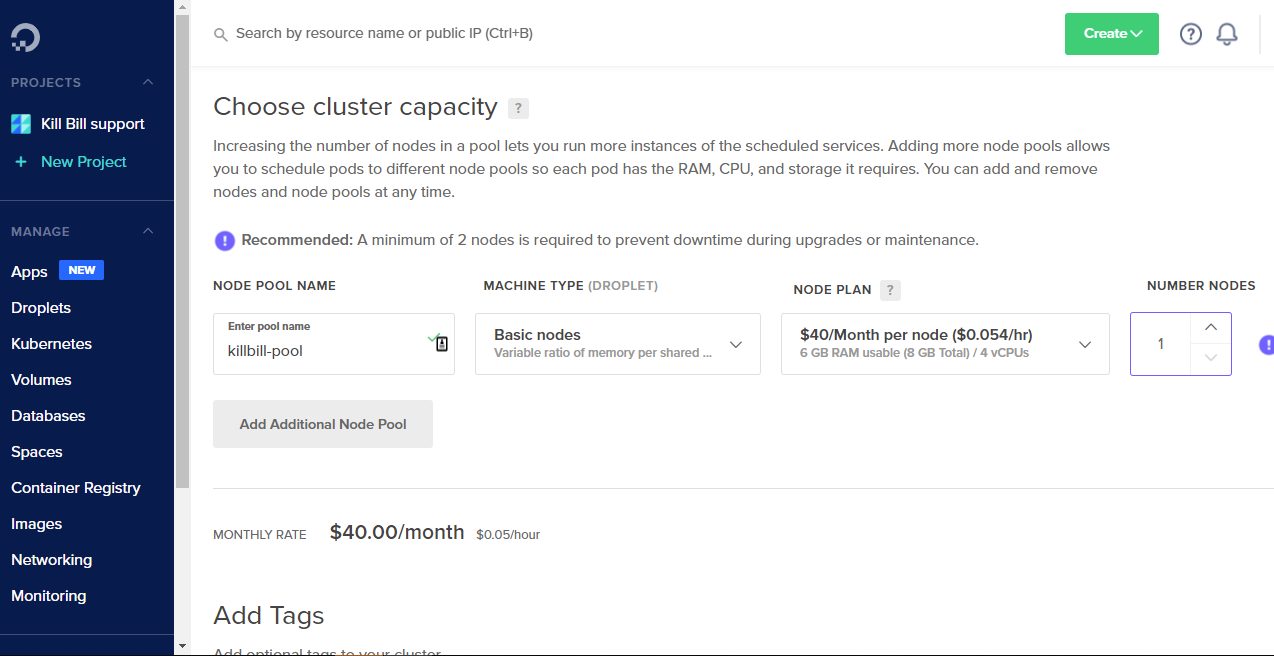 Search by resource name or public IP (Ctrl+B)
Create
?
PROJECTS
Kill Bill support
+ New Project
MANAGE
Apps NEW
Droplets
Kubernetes
Volumes
Databases
Spaces
Container Registry
Images
Networking
Monitoring
Choose cluster capacity ?
Increasing the number of nodes in a pool lets you run more instances of the scheduled services. Adding more node pools allows
you to schedule pods to different node pools so each pod has the RAM, CPU, and storage it requires. You can add and remove
nodes and node pools at any time.
! Recommended: A minimum of 2 nodes is required to prevent downtime during upgrades or maintenance.
NODE POOL NAME
Enter pool name
killbill-pool
MACHINE TYPE (DROPLET)
Basic nodes
Variable ratio of memory per shared ...
NODE PLAN ?
$40/Month per node ($0.054/hr)
6 GB RAM usable (8 GB Total) / 4 vCPUs
NUMBER NODES
1
!
Add Additional Node Pool
MONTHLY RATE $40.00/month $0.05/hour
Add Tags
Add optional tags to your cluster